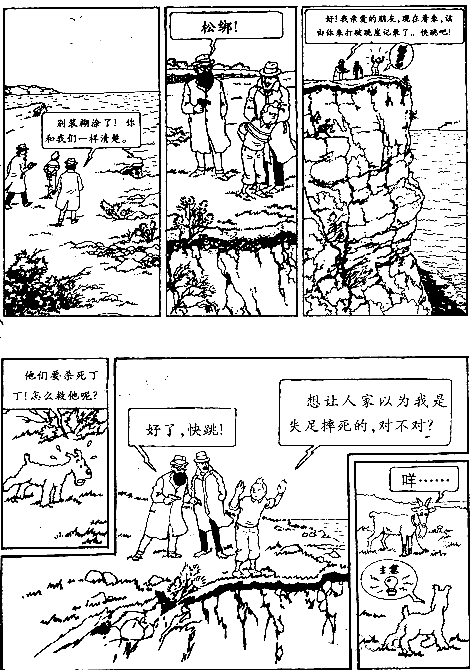 别装糊涂了！你
和我们一样清楚。
松绑！
好！我亲爱的朋友，现在看来，该
由你来打破跳崖记录了。快跳吧！
他们要杀死丁
丁！怎么救他呢？
好了，快跳！
想让人家以为我是
失足摔死的，对不对？
咩……
主意